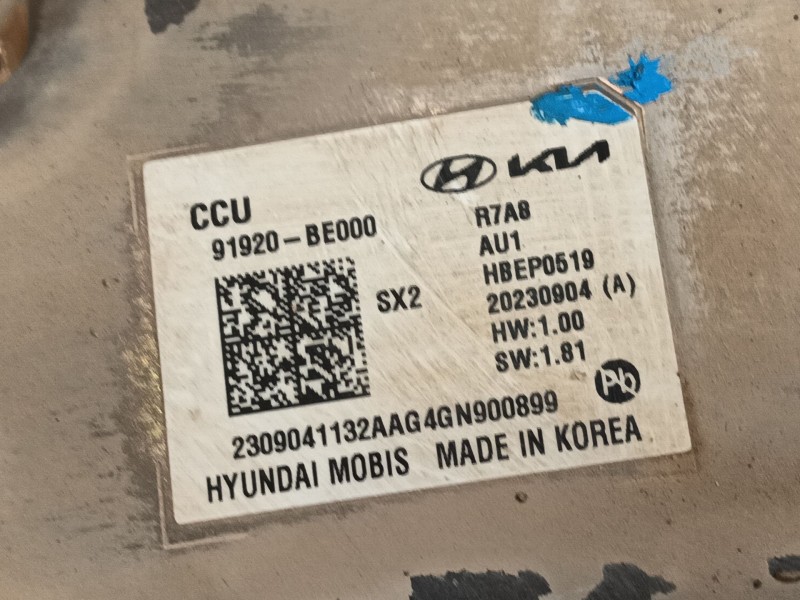 KIA
CCU
91920-BE000
SX2
R7A8
AU1
HBEP0519
20230904 (A)
HW:1.00
SW:1.81
Pb
2309041132AAG4GN900899
HYUNDAI MOBIS MADE IN KOREA